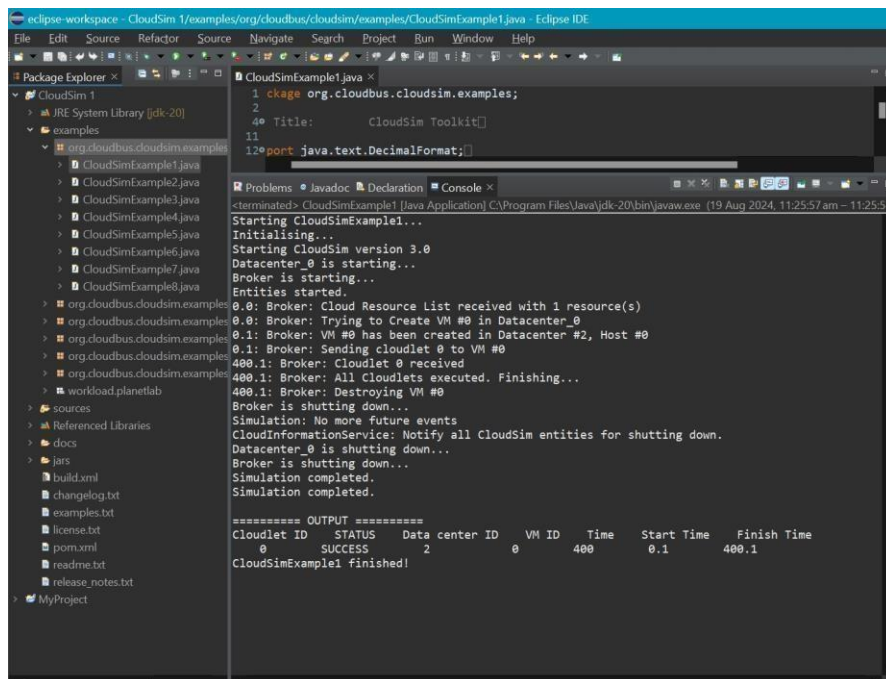 eclipse-workspace - CloudSim 1/examples/org/cloudbus/cloudsim/examples/CloudSimExample1.java - Eclipse IDE
File Edit Source Refactor Source Navigate Search Project Run Window Help
Package Explorer
CloudSim 1
JRE System Library [jdk-20]
examples
org.cloudbus.cloudsim.examples
CloudSimExample1.java
CloudSimExample2.java
CloudSimExample3.java
CloudSimExample4.java
CloudSimExample5.java
CloudSimExample6.java
CloudSimExample7.java
CloudSimExample8.java
org.cloudbus.cloudsim.examples
org.cloudbus.cloudsim.examples
org.cloudbus.cloudsim.examples
org.cloudbus.cloudsim.examples
org.cloudbus.cloudsim.examples
workload.planetlab
sources
Referenced Libraries
docs
jars
build.xml
changelog.txt
examples.txt
license.txt
pom.xml
readme.txt
release_notes.txt
MyProject
CloudSimExample1.java
1 ckage org.cloudbus.cloudsim.examples;
2
4 Title: CloudSim Toolkit
11
12 port java.text.DecimalFormat;
Problems Javadoc Declaration Console
<terminated> CloudSimExample1 [Java Application] C:\Program Files\Java\jdk-20\bin\javaw.exe (19 Aug 2024, 11:25:57 am – 11:25:5
Starting CloudSimExample1...
Initialising...
Starting CloudSim version 3.0
Datacenter_0 is starting...
Broker is starting...
Entities started.
0.0: Broker: Cloud Resource List received with 1 resource(s)
0.0: Broker: Trying to Create VM #0 in Datacenter_0
0.1: Broker: VM #0 has been created in Datacenter #2, Host #0
0.1: Broker: Sending cloudlet 0 to VM #0
400.1: Broker: Cloudlet 0 received
400.1: Broker: All Cloudlets executed. Finishing...
400.1: Broker: Destroying VM #0
Broker is shutting down...
Simulation: No more future events
CloudInformationService: Notify all CloudSim entities for shutting down.
Datacenter_0 is shutting down...
Broker is shutting down...
Simulation completed.
Simulation completed.
========== OUTPUT ==========
Cloudlet ID STATUS Data center ID VM ID Time Start Time Finish Time
0 SUCCESS 2 0 400 0.1 400.1
CloudSimExample1 finished!